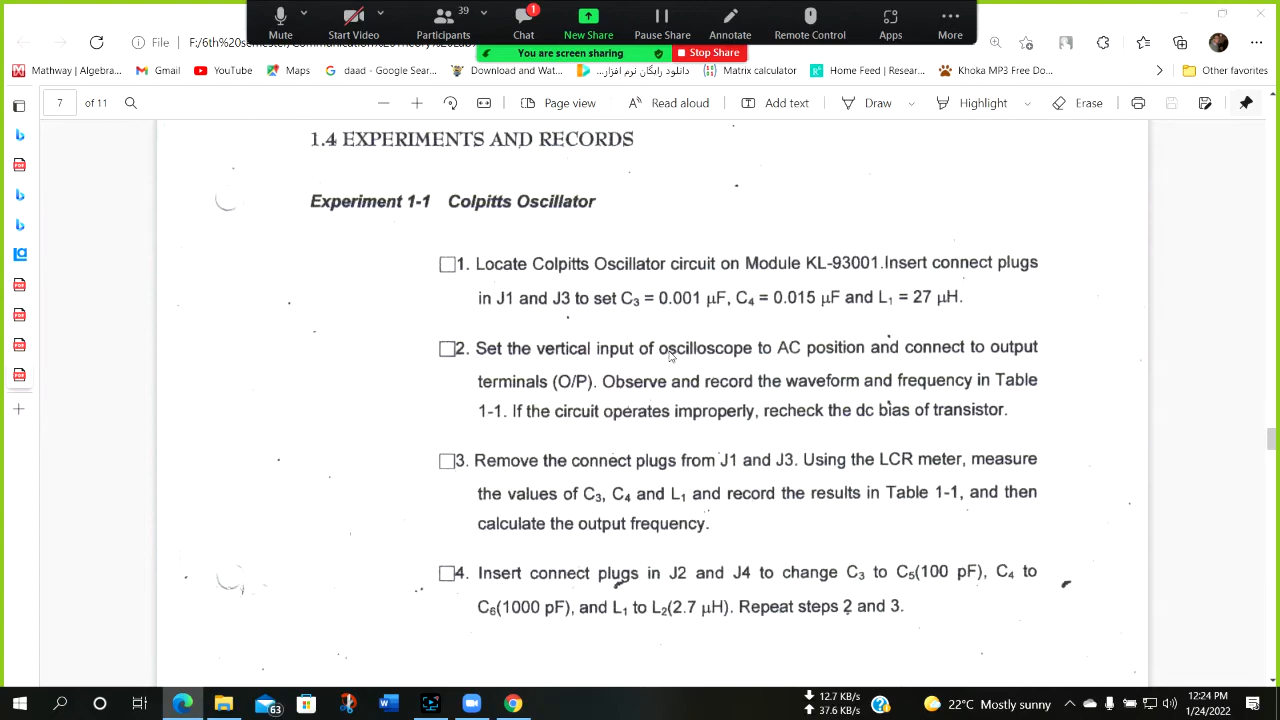 39
1
Mute
Start Video
Participants
Chat
New Share
Pause Share
Annotate
Remote Control
Apps
More
You are screen sharing
Stop Share
File
F:/6th
Mathway | Algebra...
Gmail
YouTube
Maps
daad - Google Sear...
Download and Wat...
دانلود رایگان نرم افزار...
Matrix calculator
Home Feed | Resear...
Khoka MP3 Free Do...
Other favorites
7 of 11
Page view
Read aloud
Add text
Draw
Highlight
Erase
1.4 EXPERIMENTS AND RECORDS
Experiment 1-1 Colpitts Oscillator
1. Locate Colpitts Oscillator circuit on Module KL-93001.Insert connect plugs
in J1 and J3 to set C₃ = 0.001 μF, C₄ = 0.015 μF and L₁ = 27 μH.
2. Set the vertical input of oscilloscope to AC position and connect to output
terminals (O/P). Observe and record the waveform and frequency in Table
1-1. If the circuit operates improperly, recheck the dc bias of transistor.
3. Remove the connect plugs from J1 and J3. Using the LCR meter, measure
the values of C₃, C₄ and L₁ and record the results in Table 1-1, and then
calculate the output frequency.
4. Insert connect plugs in J2 and J4 to change C₃ to C₅(100 pF), C₄ to
C₆(1000 pF), and L₁ to L₂(2.7 μH). Repeat steps 2 and 3.
63
12.7 KB/s
37.6 KB/s
22°C Mostly sunny
12:24 PM
1/24/2022